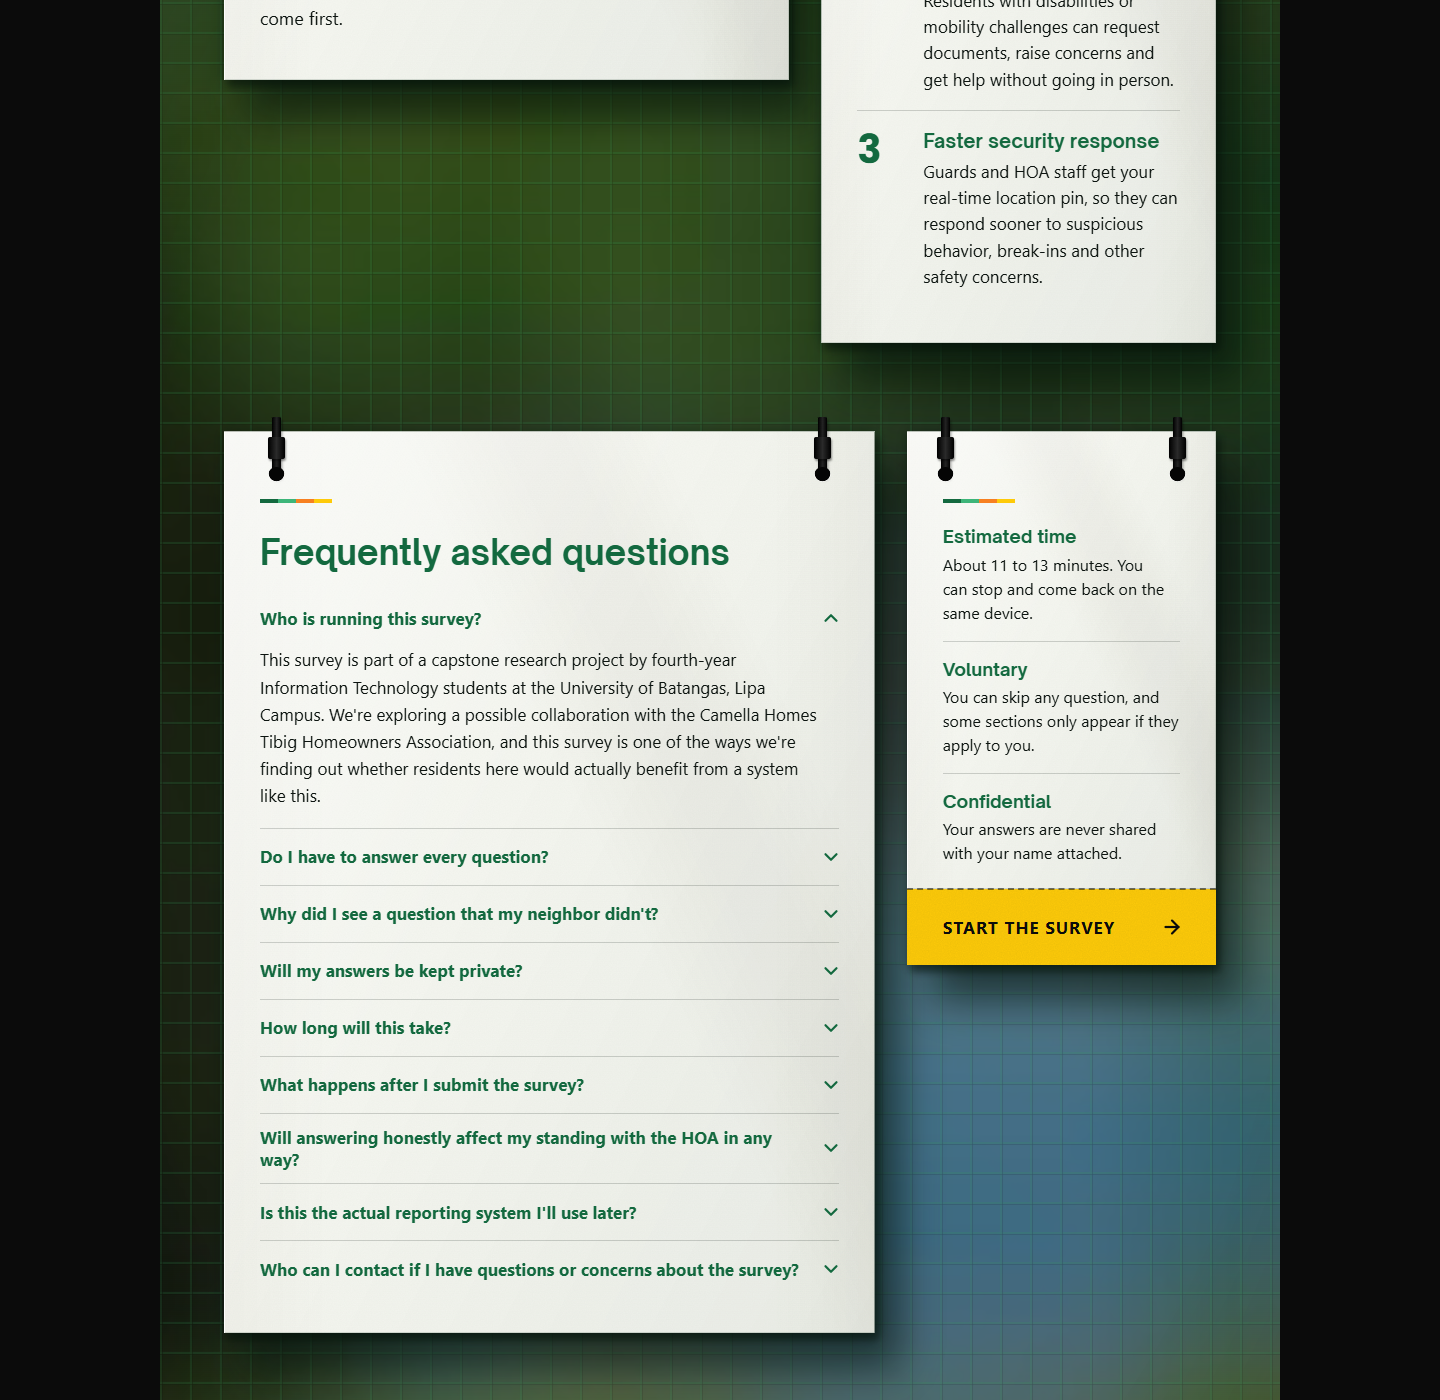 come first.
Residents with disabilities or
mobility challenges can request
documents, raise concerns and
get help without going in person.
3
Faster security response
Guards and HOA staff get your
real-time location pin, so they can
respond sooner to suspicious
behavior, break-ins and other
safety concerns.
Frequently asked questions
Who is running this survey?
This survey is part of a capstone research project by fourth-year
Information Technology students at the University of Batangas, Lipa
Campus. We're exploring a possible collaboration with the Camella Homes
Tibig Homeowners Association, and this survey is one of the ways we're
finding out whether residents here would actually benefit from a system
like this.
Do I have to answer every question?
Why did I see a question that my neighbor didn't?
Will my answers be kept private?
How long will this take?
What happens after I submit the survey?
Will answering honestly affect my standing with the HOA in any
way?
Is this the actual reporting system I'll use later?
Who can I contact if I have questions or concerns about the survey?
Estimated time
About 11 to 13 minutes. You
can stop and come back on the
same device.
Voluntary
You can skip any question, and
some sections only appear if they
apply to you.
Confidential
Your answers are never shared
with your name attached.
START THE SURVEY